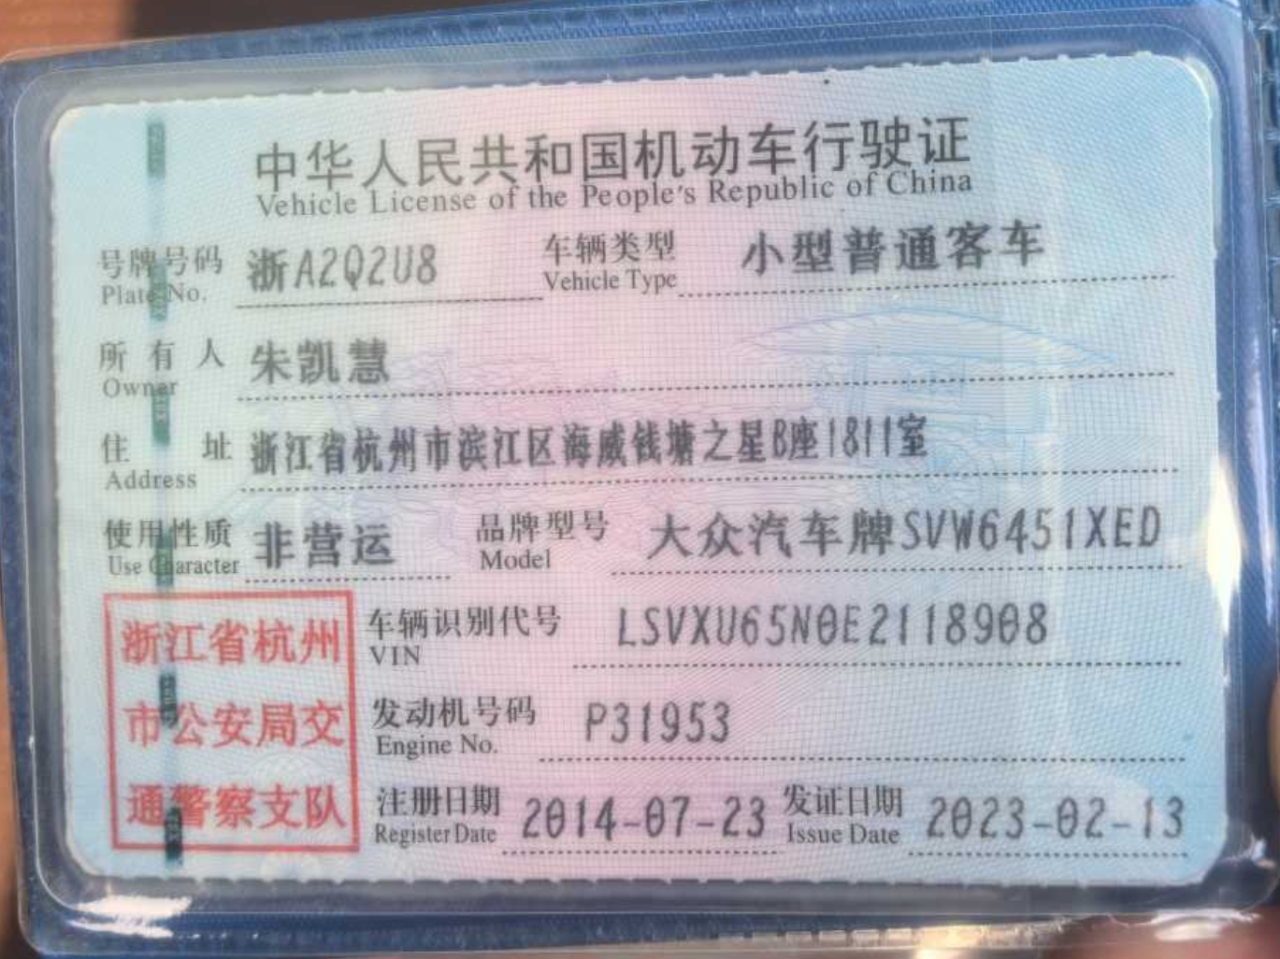 中华人民共和国机动车行驶证
Vehicle License of the People's Republic of China
号牌号码 浙A2Q2U8 车辆类型 小型普通客车
Plate No. Vehicle Type
所有人 朱凯慧
Owner
住址 浙江省杭州市滨江区海威钱塘之星B座1811室
Address
使用性质 非营运 品牌型号 大众汽车牌SVW6451XED
Use Character Model
浙江省杭州 车辆识别代号 LSVXU65N0E2118908
VIN
市公安局交 发动机号码 P31953
Engine No.
通警察支队 注册日期 2014-07-23 发证日期 2023-02-13
Register Date Issue Date